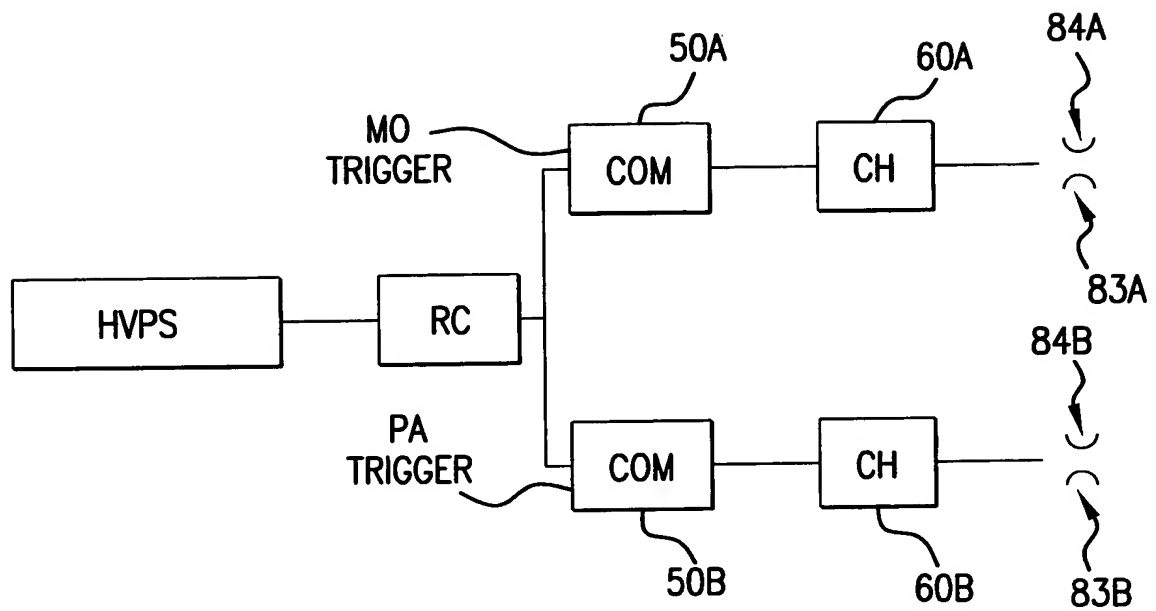 84A
50A
60A
MO
TRIGGER
COM
CH
83A
HVPS
RC
84B
PA
TRIGGER
COM
CH
50B
60B
83B